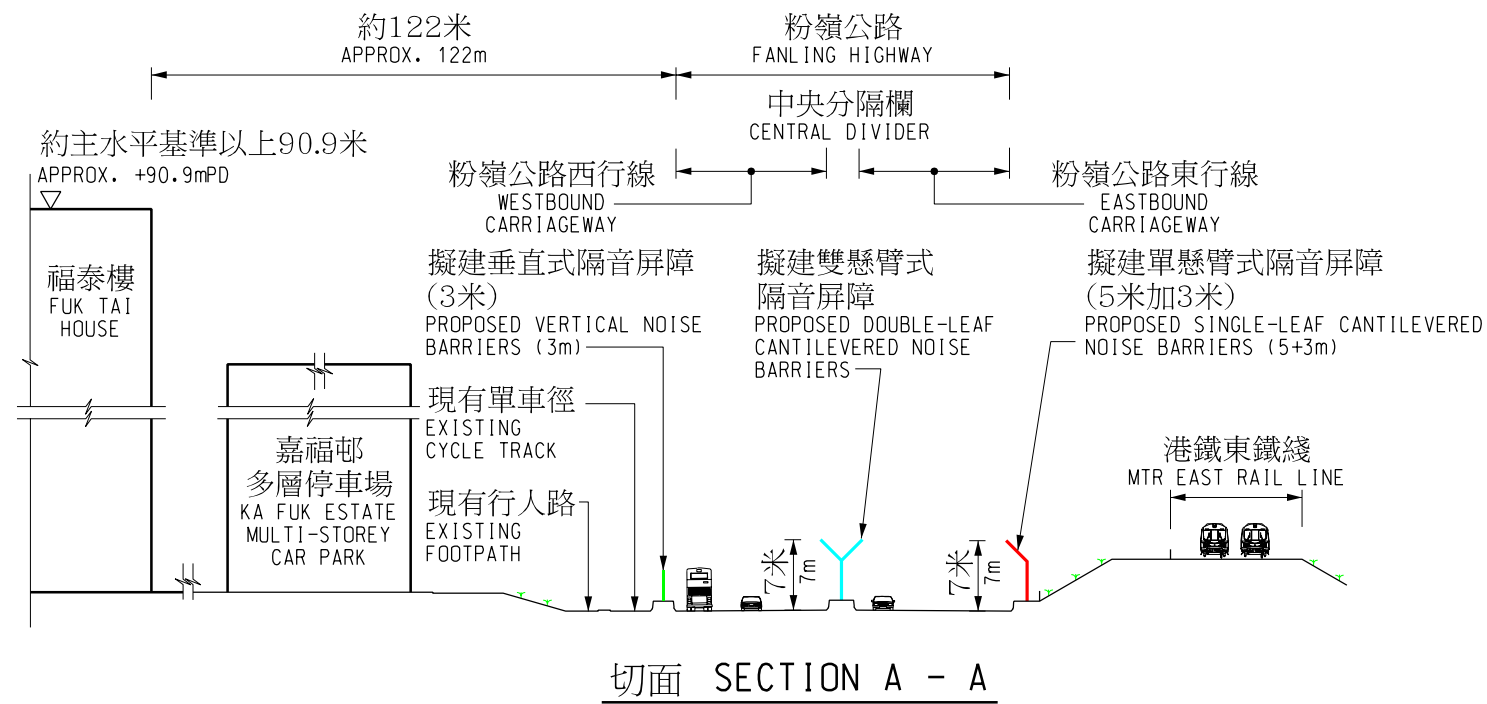 約122米
APPROX. 122m
粉嶺公路
FANLING HIGHWAY
中央分隔欄
CENTRAL DIVIDER
約主水平基準以上90.9米
APPROX. +90.9mPD
粉嶺公路西行線
WESTBOUND
CARRIAGEWAY
粉嶺公路東行線
EASTBOUND
CARRIAGEWAY
福泰樓
FUK TAI
HOUSE
擬建垂直式隔音屏障
(3米)
PROPOSED VERTICAL NOISE
BARRIERS (3m)
擬建雙懸臂式
隔音屏障
PROPOSED DOUBLE-LEAF
CANTILEVERED NOISE
BARRIERS
擬建單懸臂式隔音屏障
(5米加3米)
PROPOSED SINGLE-LEAF CANTILEVERED
NOISE BARRIERS (5+3m)
現有單車徑
EXISTING
CYCLE TRACK
嘉福邨
多層停車場
KA FUK ESTATE
MULTI-STOREY
CAR PARK
現有行人路
EXISTING
FOOTPATH
港鐵東鐵綫
MTR EAST RAIL LINE
7米
7m
7米
7m
切面 SECTION A - A